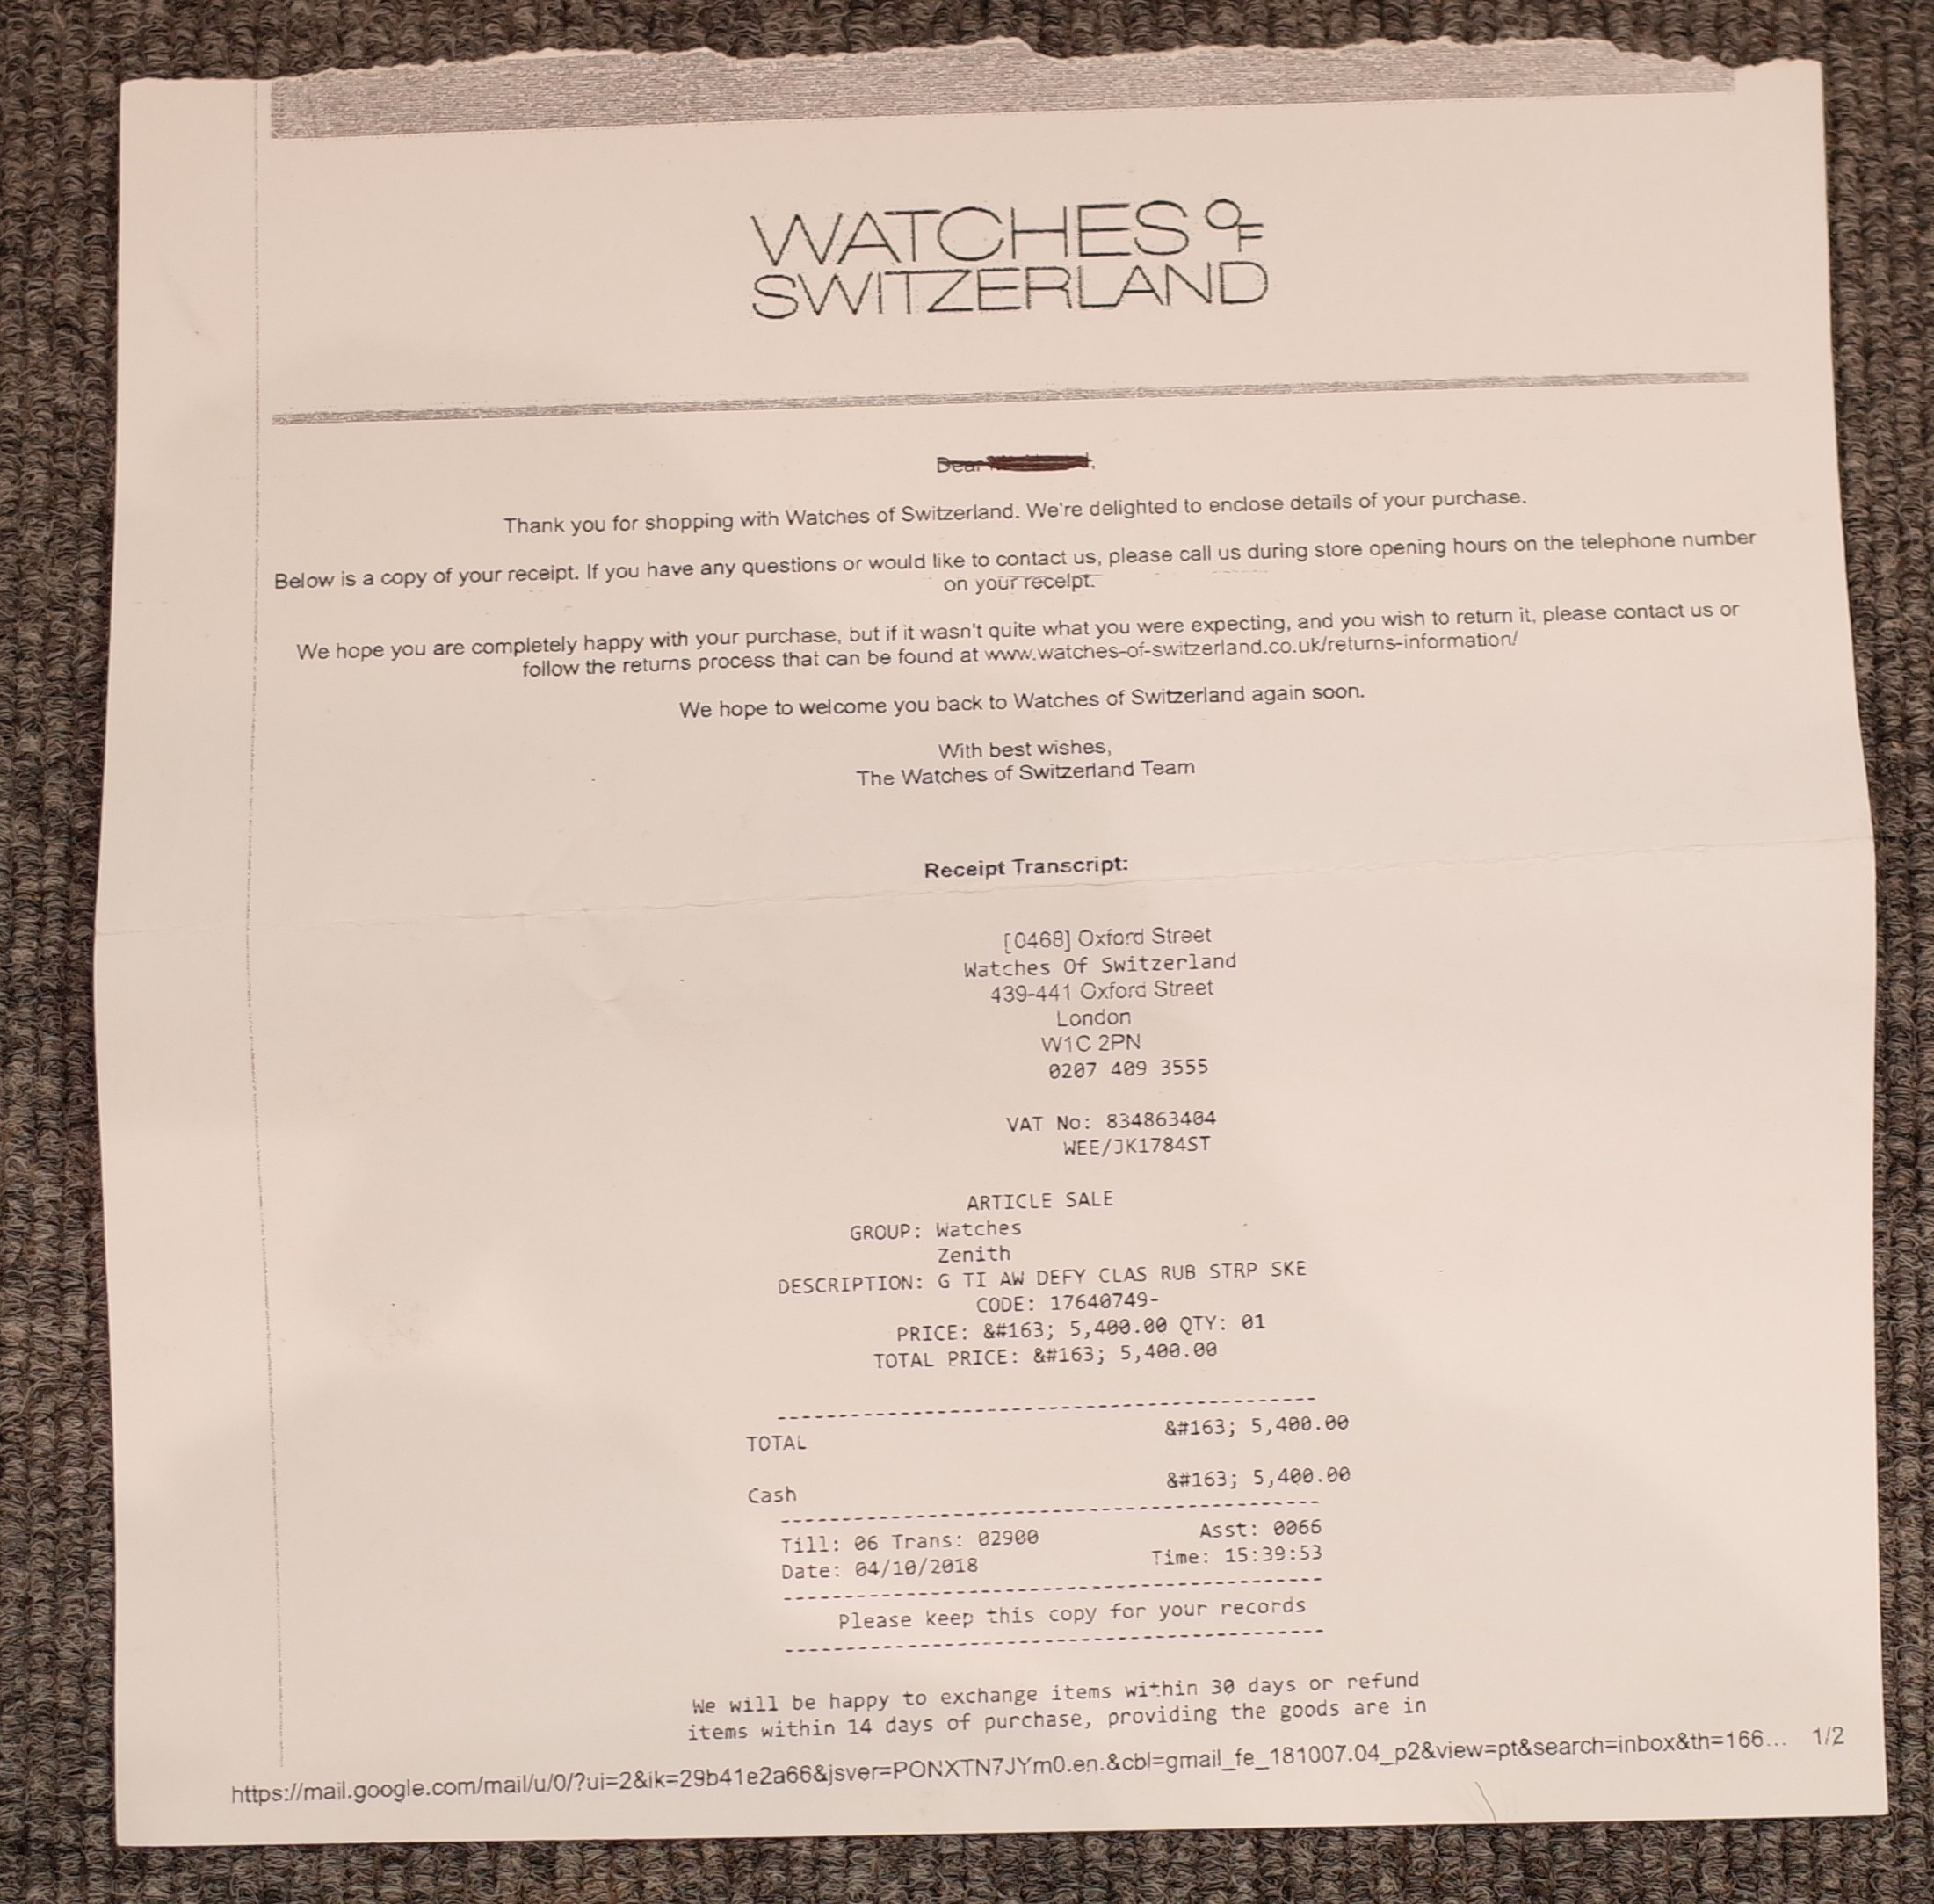 WATCHES OF
SWITZERLAND
Dear
Thank you for shopping with Watches of Switzerland. We're delighted to enclose details of your purchase.
Below is a copy of your receipt. If you have any questions or would like to contact us, please call us during store opening hours on the telephone number
on your receipt.
We hope you are completely happy with your purchase, but if it wasn't quite what you were expecting, and you wish to return it, please contact us or
follow the returns process that can be found at www.watches-of-switzerland.co.uk/returns-information/
We hope to welcome you back to Watches of Switzerland again soon.
With best wishes,
The Watches of Switzerland Team
Receipt Transcript:
[0468] Oxford Street
Watches Of Switzerland
439-441 Oxford Street
London
W1C 2PN
0207 409 3555
VAT No: 834863404
WEE/JK1784ST
ARTICLE SALE
GROUP: Watches
Zenith
DESCRIPTION: G TI AW DEFY CLAS RUB STRP SKE
CODE: 17640749-
PRICE: &#163; 5,400.00 QTY: 01
TOTAL PRICE: &#163; 5,400.00
TOTAL &#163; 5,400.00
Cash &#163; 5,400.00
Till: 06 Trans: 02900 Asst: 0066
Date: 04/10/2018 Time: 15:39:53
Please keep this copy for your records
We will be happy to exchange items within 30 days or refund
items within 14 days of purchase, providing the goods are in
https://mail.google.com/mail/u/0/?ui=2&ik=29b41e2a66&jsver=PONXTN7JYm0.en.&cbl=gmail_fe_181007.04_p2&view=pt&search=inbox&th=166... 1/2